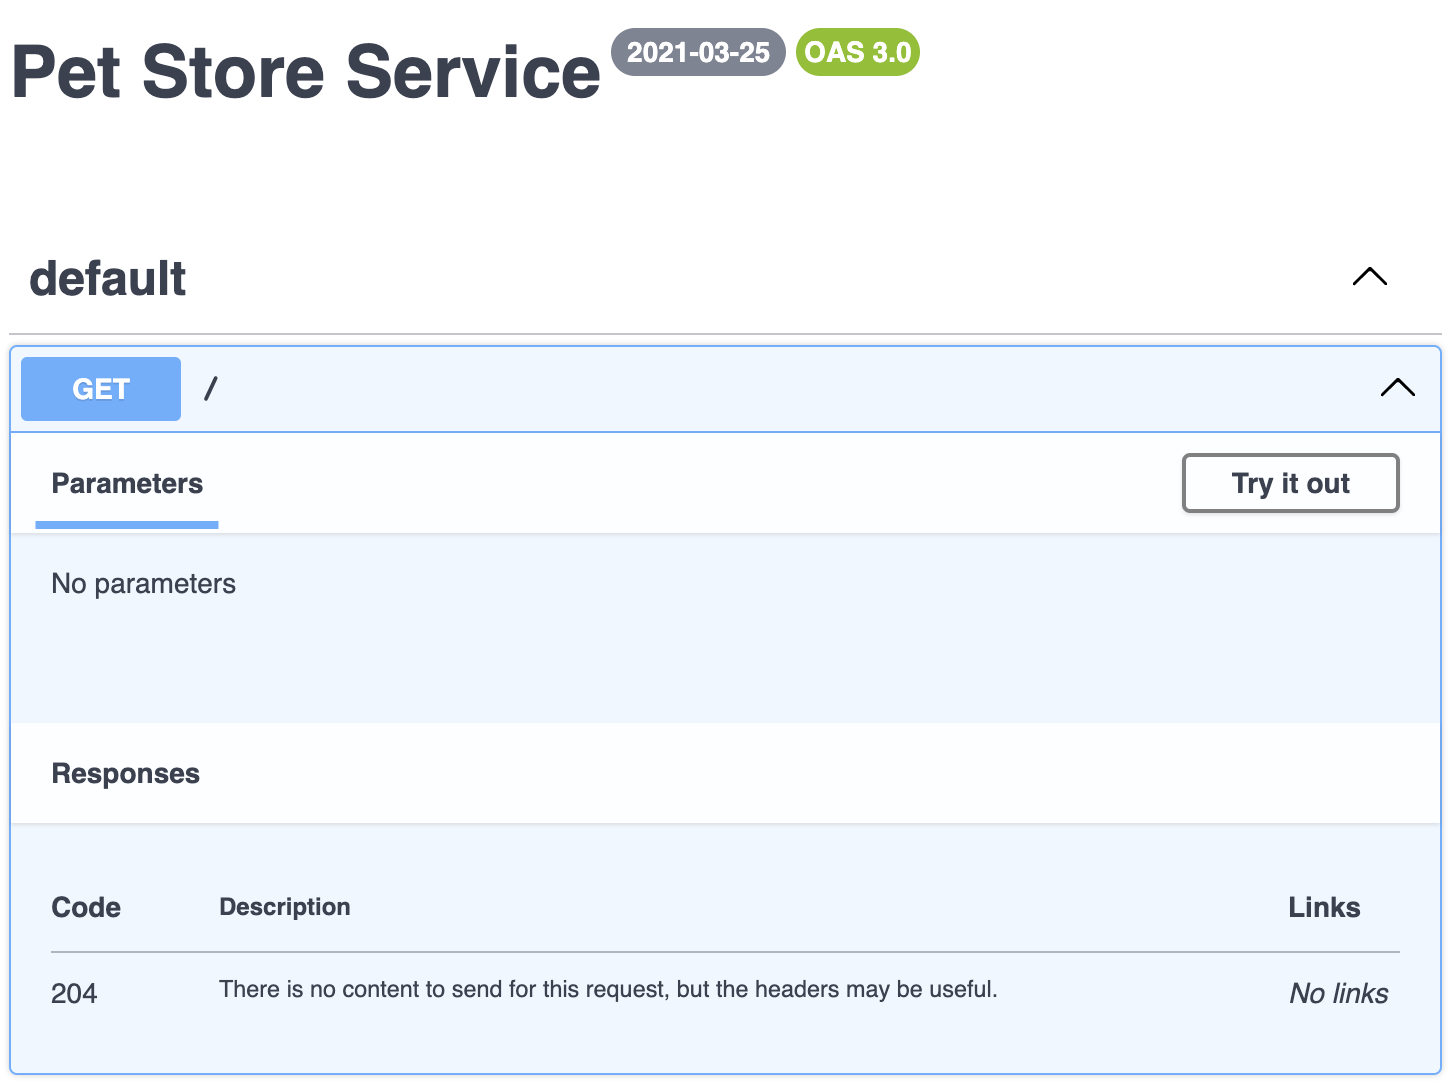 Pet Store Service 2021-03-25 OAS 3.0
default
GET /
Parameters Try it out
No parameters
Responses
Code Description Links
204 There is no content to send for this request, but the headers may be useful. No links